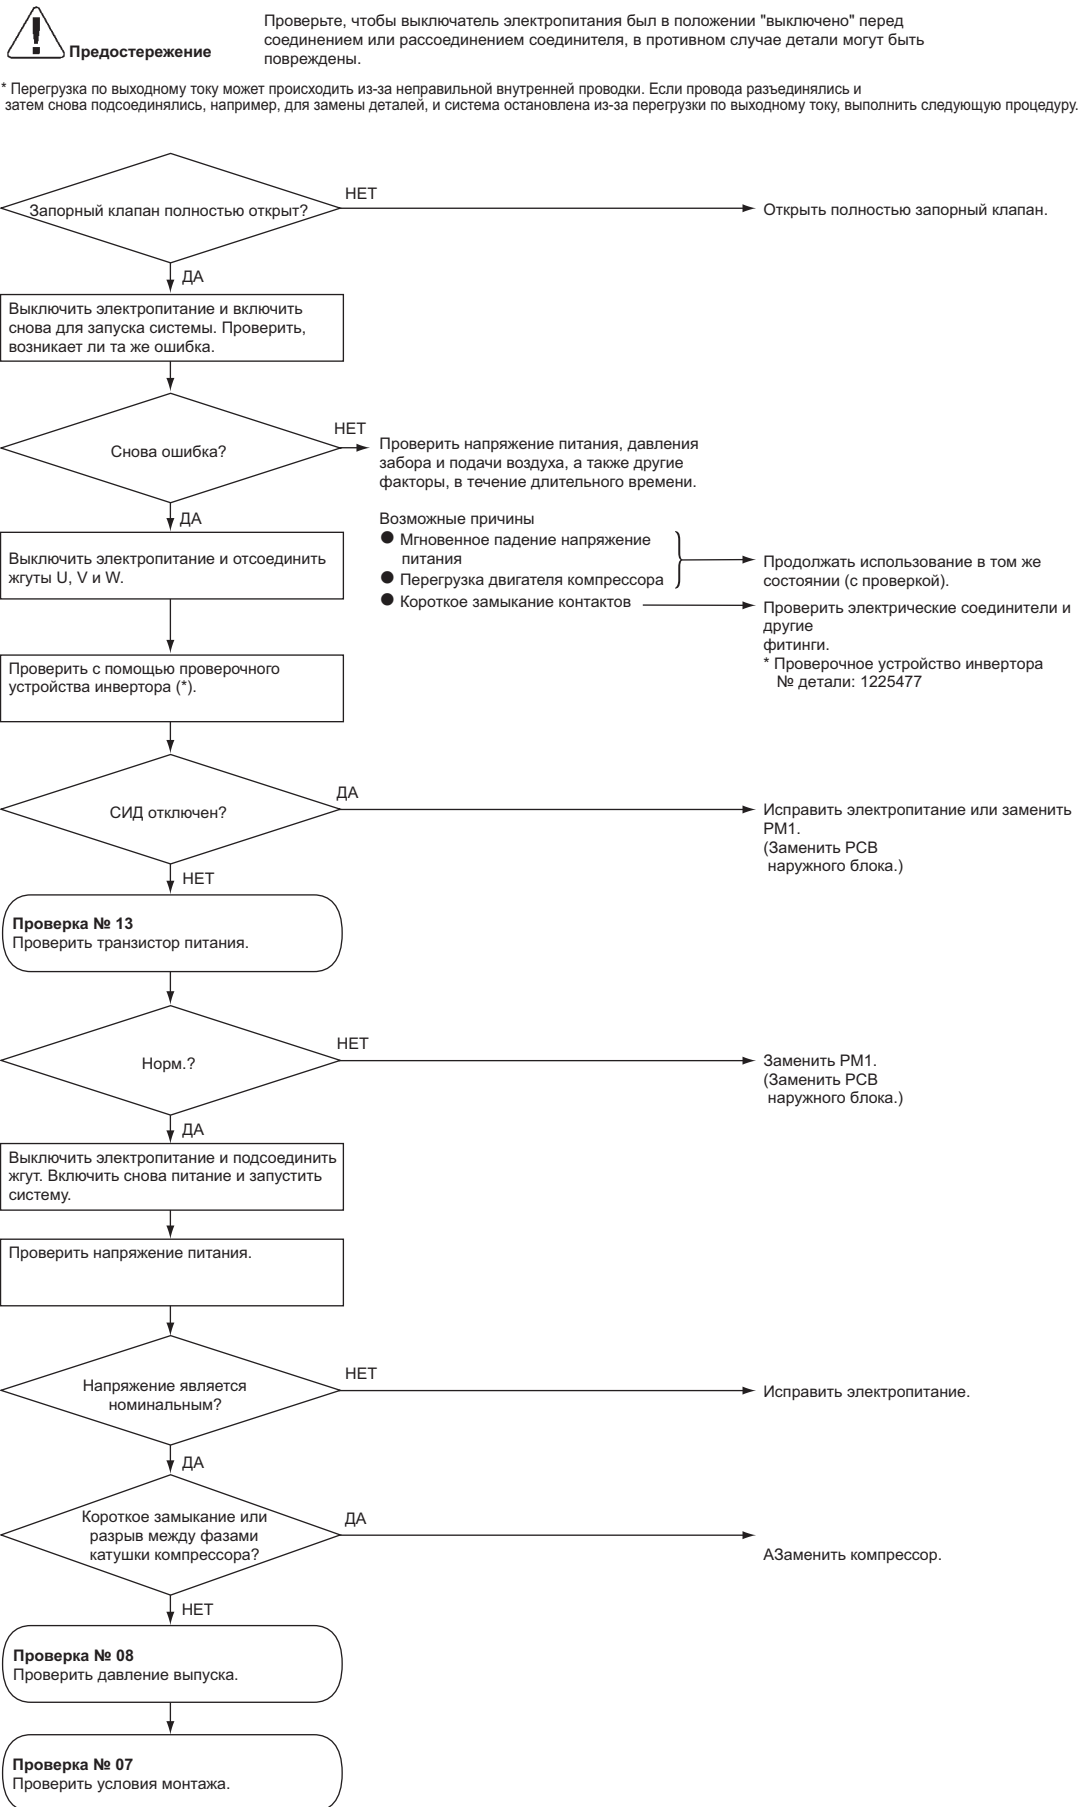 Предостережение
Проверьте, чтобы выключатель электропитания был в положении "выключено" перед
соединением или рассоединением соединителя, в противном случае детали могут быть
повреждены.
* Перегрузка по выходному току может происходить из-за неправильной внутренней проводки. Если провода разъединялись и
затем снова подсоединялись, например, для замены деталей, и система остановлена из-за перегрузки по выходному току, выполнить следующую процедуру.
Запорный клапан полностью открыт?
НЕТ
Открыть полностью запорный клапан.
ДА
Выключить электропитание и включить
снова для запуска системы. Проверить,
возникает ли та же ошибка.
Снова ошибка?
НЕТ
Проверить напряжение питания, давления
забора и подачи воздуха, а также другие
факторы, в течение длительного времени.
Возможные причины
● Мгновенное падение напряжение
питания
● Перегрузка двигателя компрессора
● Короткое замыкание контактов
Продолжать использование в том же
состоянии (с проверкой).
Проверить электрические соединители и
другие
фитинги.
* Проверочное устройство инвертора
№ детали: 1225477
ДА
Выключить электропитание и отсоединить
жгуты U, V и W.
Проверить с помощью проверочного
устройства инвертора (*).
СИД отключен?
ДА
Исправить электропитание или заменить
PM1.
(Заменить PCB
наружного блока.)
НЕТ
Проверка № 13
Проверить транзистор питания.
Норм.?
НЕТ
Заменить PM1.
(Заменить PCB
наружного блока.)
ДА
Выключить электропитание и подсоединить
жгут. Включить снова питание и запустить
систему.
Проверить напряжение питания.
Напряжение является
номинальным?
НЕТ
Исправить электропитание.
ДА
Короткое замыкание или
разрыв между фазами
катушки компрессора?
ДА
АЗаменить компрессор.
НЕТ
Проверка № 08
Проверить давление выпуска.
Проверка № 07
Проверить условия монтажа.